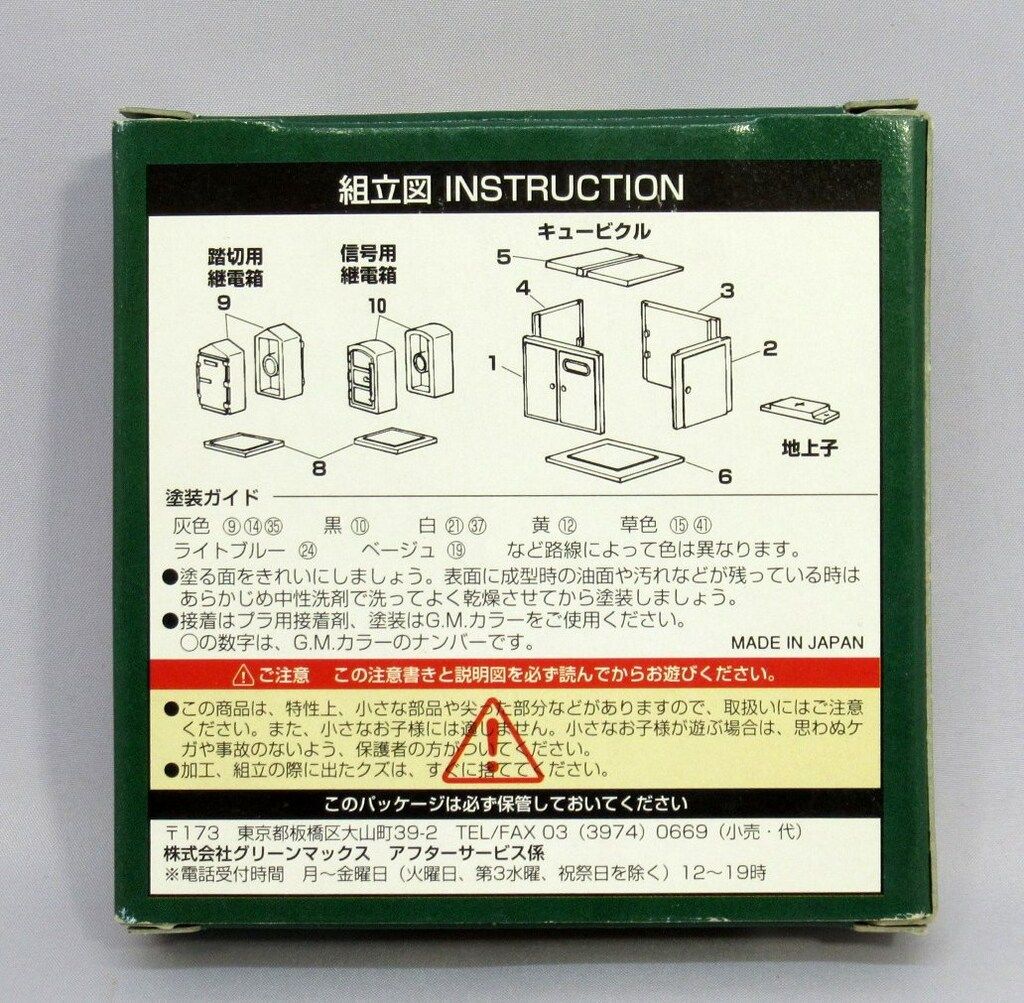 組立図 INSTRUCTION
踏切用
継電箱
9
信号用
継電箱
10
8
キュービクル
5
4
3
1
2
6
地上子
塗装ガイド
灰色 ⑨⑭㉟ 黒 ⑩ 白 ㉑㊲ 黄 ⑫ 草色 ⑮㊶
ライトブルー ㉔ ベージュ ⑲ など路線によって色は異なります。
●塗る面をきれいにしましょう。表面に成型時の油面や汚れなどが残っている時は
あらかじめ中性洗剤で洗ってよく乾燥させてから塗装しましょう。
●接着はプラ用接着剤、塗装はG.M.カラーをご使用ください。
○の数字は、G.M.カラーのナンバーです。
MADE IN JAPAN
⚠ご注意 この注意書きと説明図を必ず読んでからお遊びください。
●この商品は、特性上、小さな部品や尖った部分などがありますので、取扱いにはご注意
ください。また、小さなお子様には適しません。小さなお子様が遊ぶ場合は、思わぬケ
ガや事故のないよう、保護者の方がついてください。
●加工、組立の際に出たクズは、すぐに捨ててください。
このパッケージは必ず保管しておいてください
〒173 東京都板橋区大山町39-2 TEL/FAX 03（3974）0669（小売・代）
株式会社グリーンマックス アフターサービス係
※電話受付時間 月〜金曜日（火曜日、第3水曜、祝祭日を除く）12〜19時